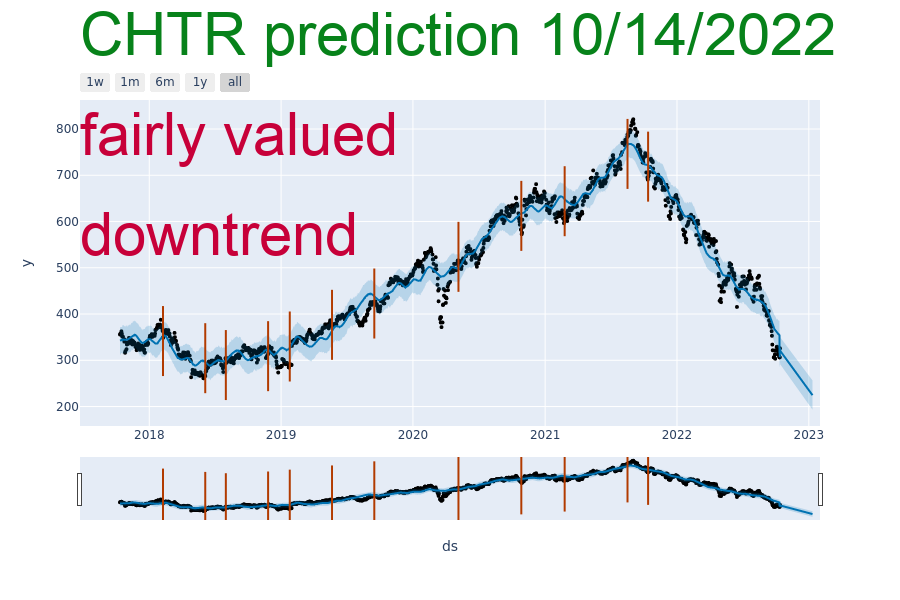 CHTR prediction 10/14/2022
1w 1m 6m 1y all
fairly valued
downtrend
800
700
600
500
400
300
200
y
2018 2019 2020 2021 2022 2023
ds